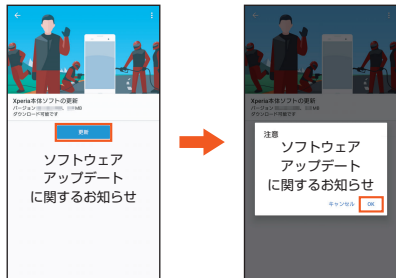 Xperia本体ソフトの更新
バージョン MB
ダウンロード可能です
更新
ソフトウェア
アップデート
に関するお知らせ
Xperia本体ソフトの更新
バージョン MB
ダウンロード可能です
注意
ソフトウェア
アップデート
に関するお知らせ
キャンセル OK